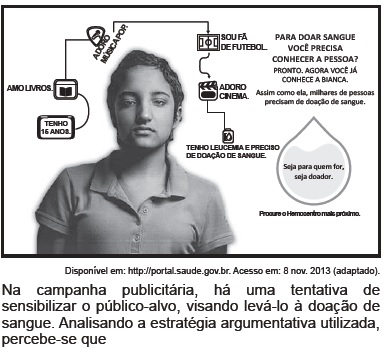 ADORO
MÚSICA POP.
AMO LIVROS.
TENHO
15 ANOS.
SOU FÃ
DE FUTEBOL.
ADORO
CINEMA.
TENHO LEUCEMIA E PRECISO
DE DOAÇÃO DE SANGUE.
PARA DOAR SANGUE
VOCÊ PRECISA
CONHECER A PESSOA?
PRONTO. AGORA VOCÊ JÁ
CONHECE A BIANCA.
Assim como ela, milhares de pessoas
precisam de doação de sangue.
Seja para quem for,
seja doador.
Procure o Hemocentro mais próximo.
Disponível em: http://portal.saude.gov.br. Acesso em: 8 nov. 2013 (adaptado).
Na campanha publicitária, há uma tentativa de
sensibilizar o público-alvo, visando levá-lo à doação de
sangue. Analisando a estratégia argumentativa utilizada,
percebe-se que